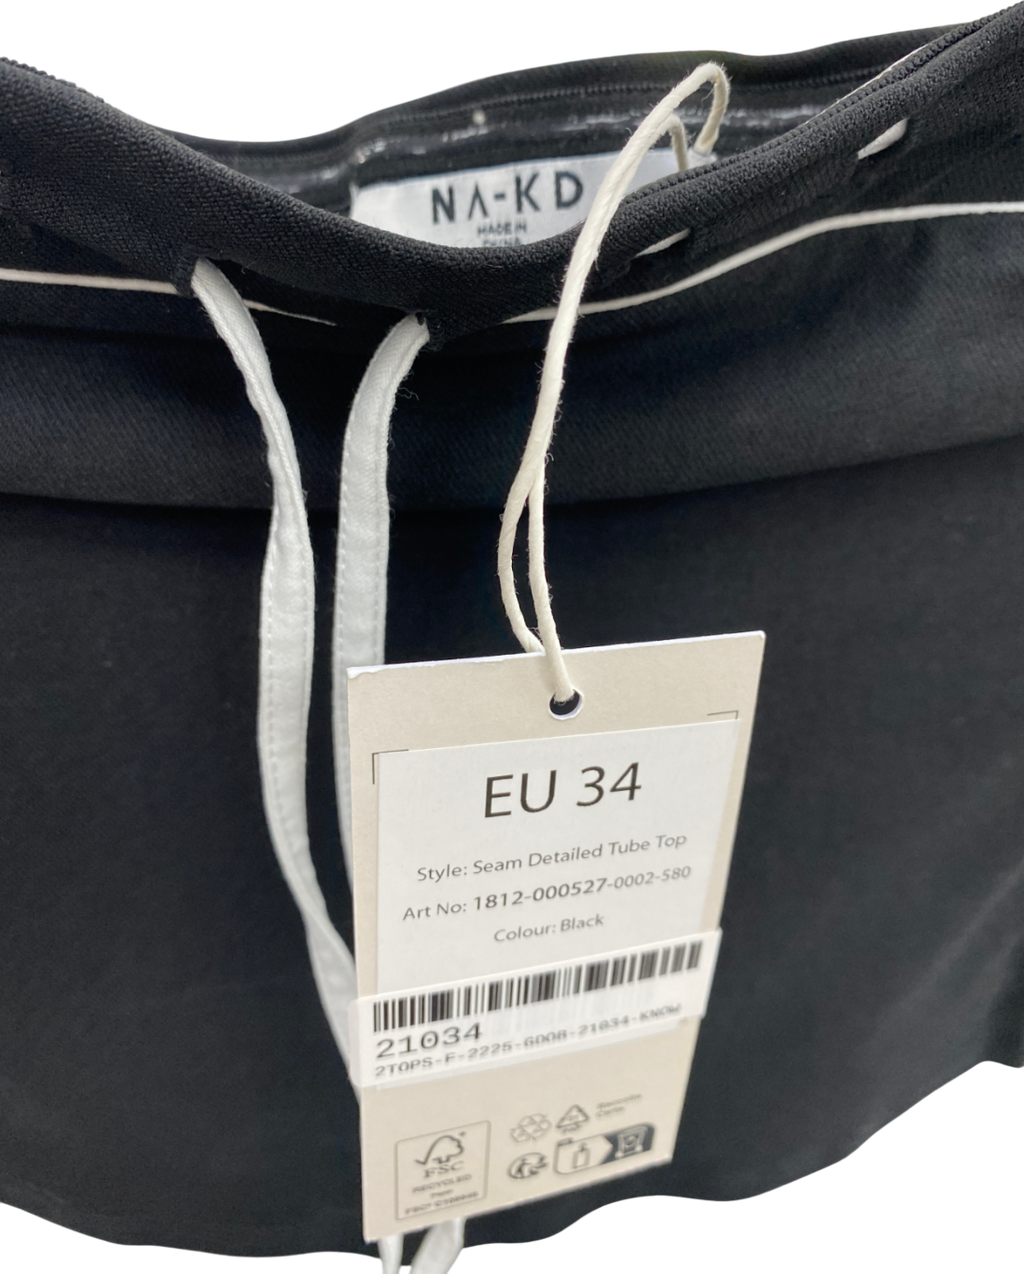 NA-KD
MADE IN
CHINA
EU 34
Style: Seam Detailed Tube Top
Art No: 1812-000527-0002-580
Colour: Black
21034
2TOPS-F-2225-GOOB-21034-KNOW
FSC
RECYCLED